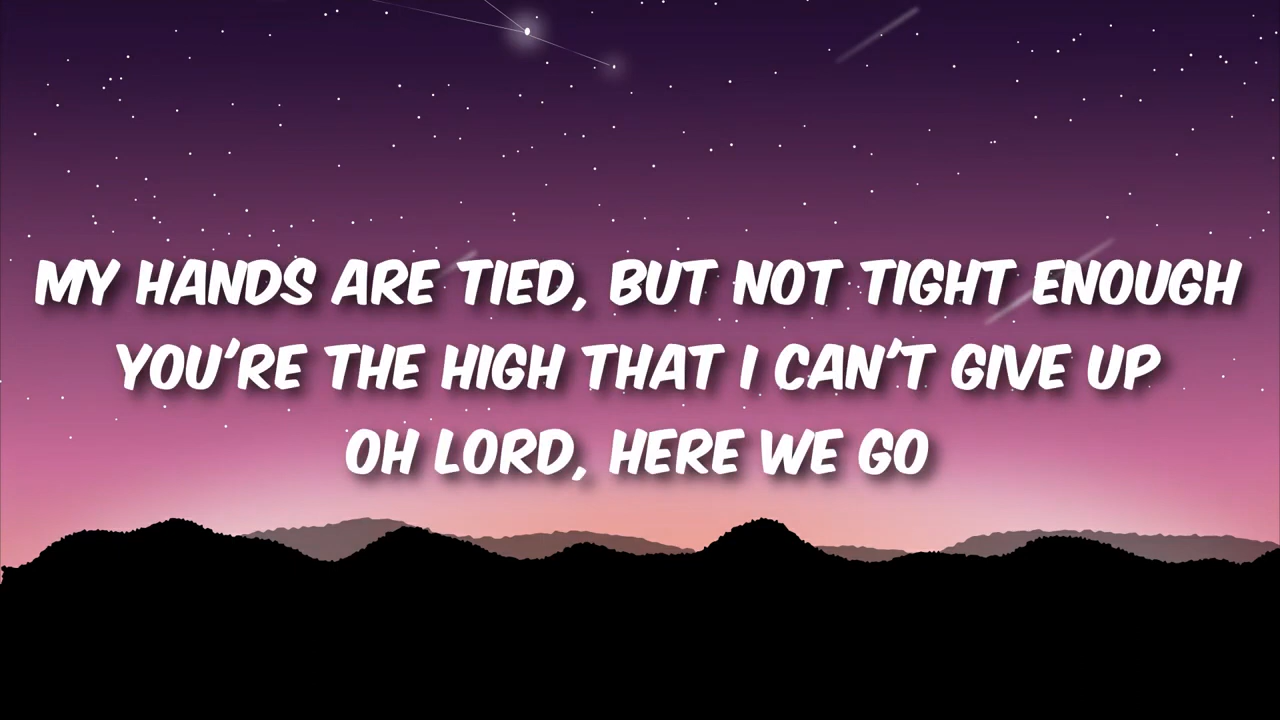 MY HANDS ARE TIED, BUT NOT TIGHT ENOUGH
YOU'RE THE HIGH THAT I CAN'T GIVE UP
OH LORD, HERE WE GO